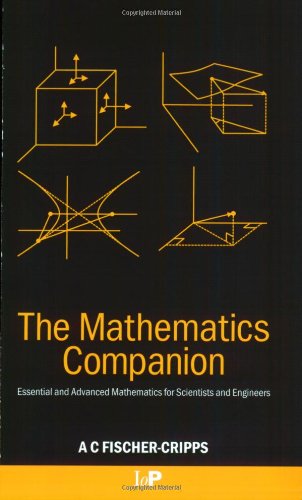 The Mathematics
Companion
Essential and Advanced Mathematics for Scientists and Engineers
A C FISCHER-CRIPPS
IoP